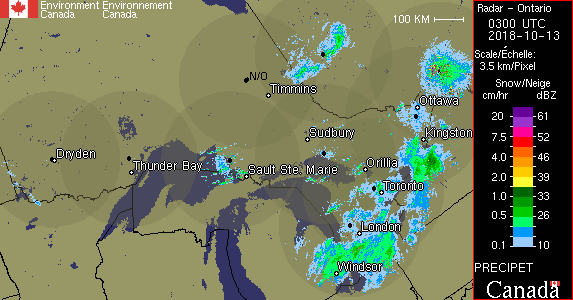 Environment Environnement
Canada Canada
100 KM
N/O
Timmins
Ottawa
Sudbury
Kingston
Dryden
Thunder Bay
Sault Ste. Marie
Orillia
Toronto
London
Windsor
Radar - Ontario
0300 UTC
2018-10-13
Scale/Échelle:
3.5 km/Pixel
Snow/Neige
cm/hr dBZ
20 61
7.5 52
4.0 46
2.0 39
1.0 33
0.5 26
0.1 10
PRECIPET
Canada